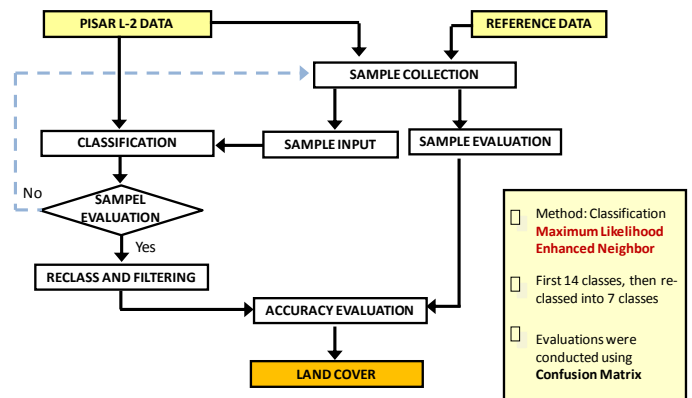 PISAR L-2 DATA
REFERENCE DATA
SAMPLE COLLECTION
CLASSIFICATION
SAMPLE INPUT
SAMPLE EVALUATION
No
SAMPEL
EVALUATION
Yes
RECLASS AND FILTERING
ACCURACY EVALUATION
LAND COVER
Method: Classification
Maximum Likelihood
Enhanced Neighbor
First 14 classes, then re-
classed into 7 classes
Evaluations were
conducted using
Confusion Matrix